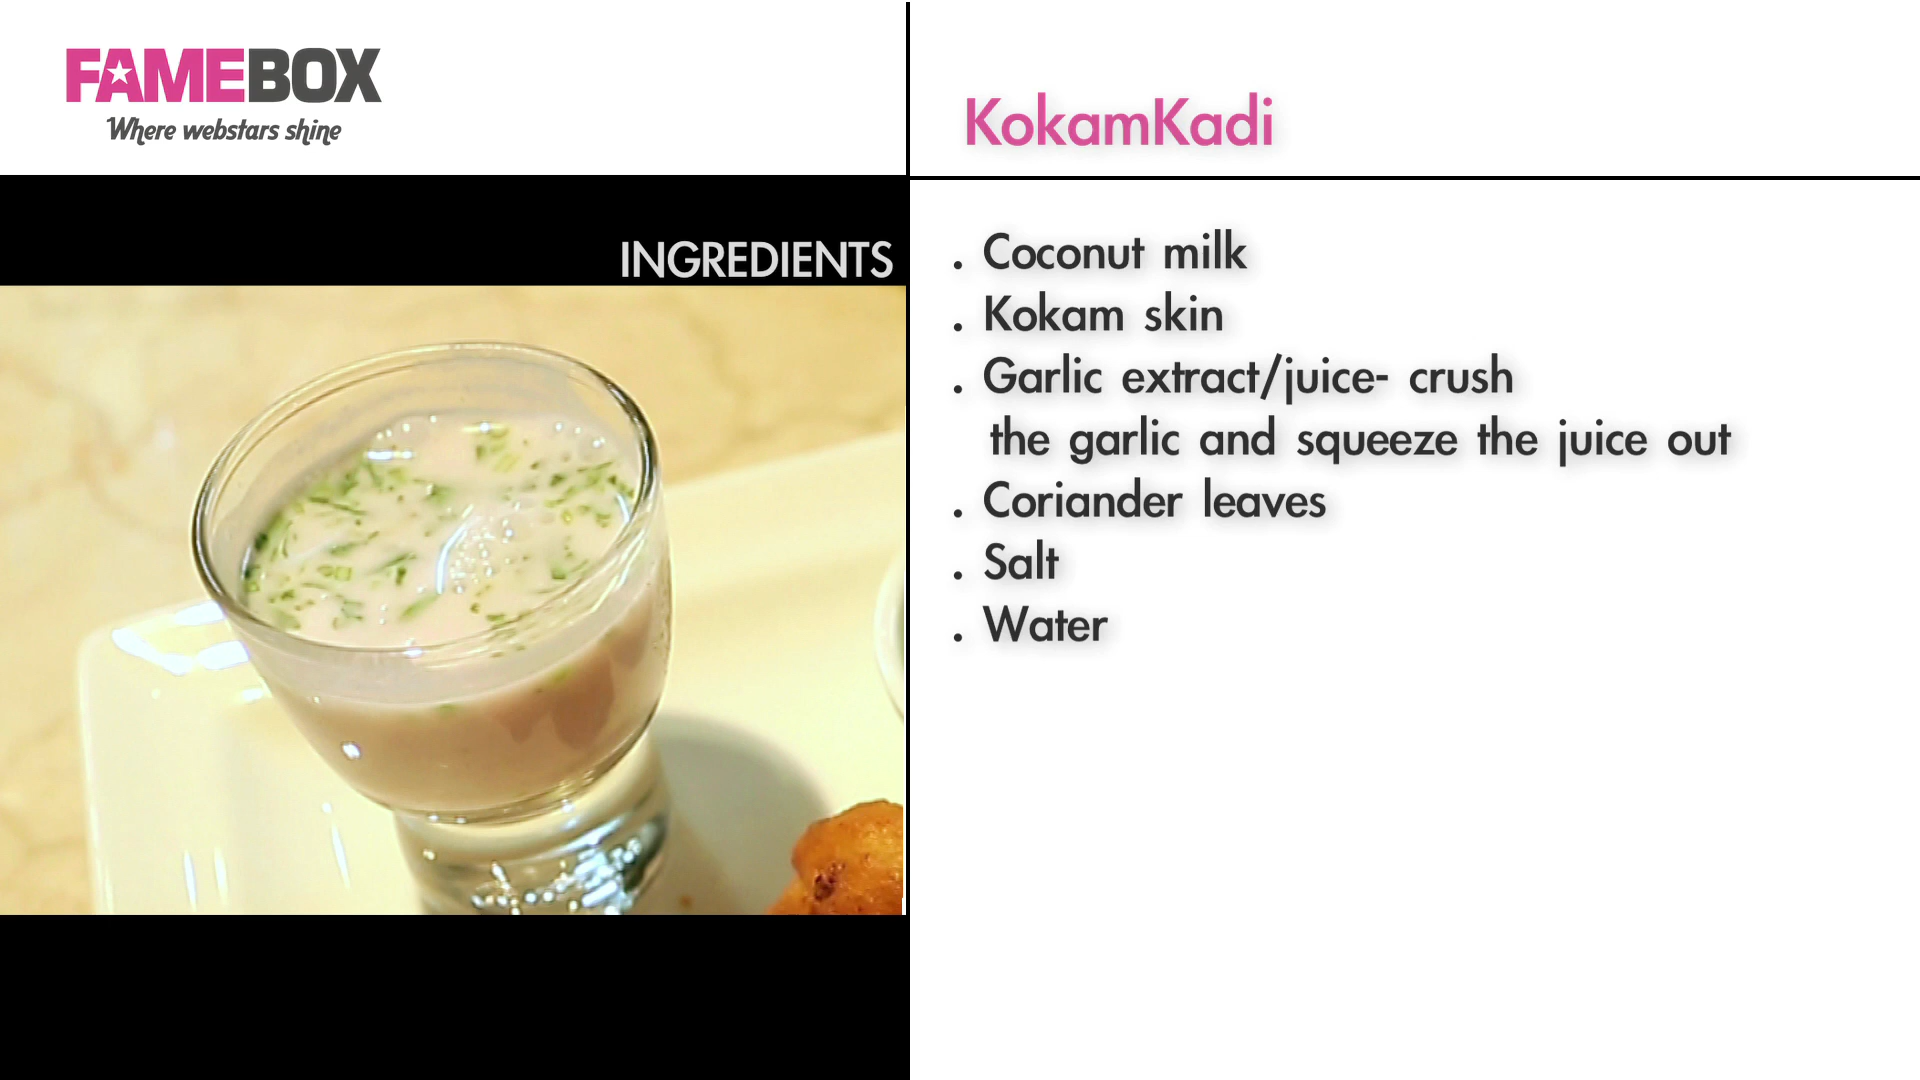 FAMEBOX
Where webstars shine
KokamKadi
INGREDIENTS
. Coconut milk
. Kokam skin
. Garlic extract/juice- crush
the garlic and squeeze the juice out
. Coriander leaves
. Salt
. Water